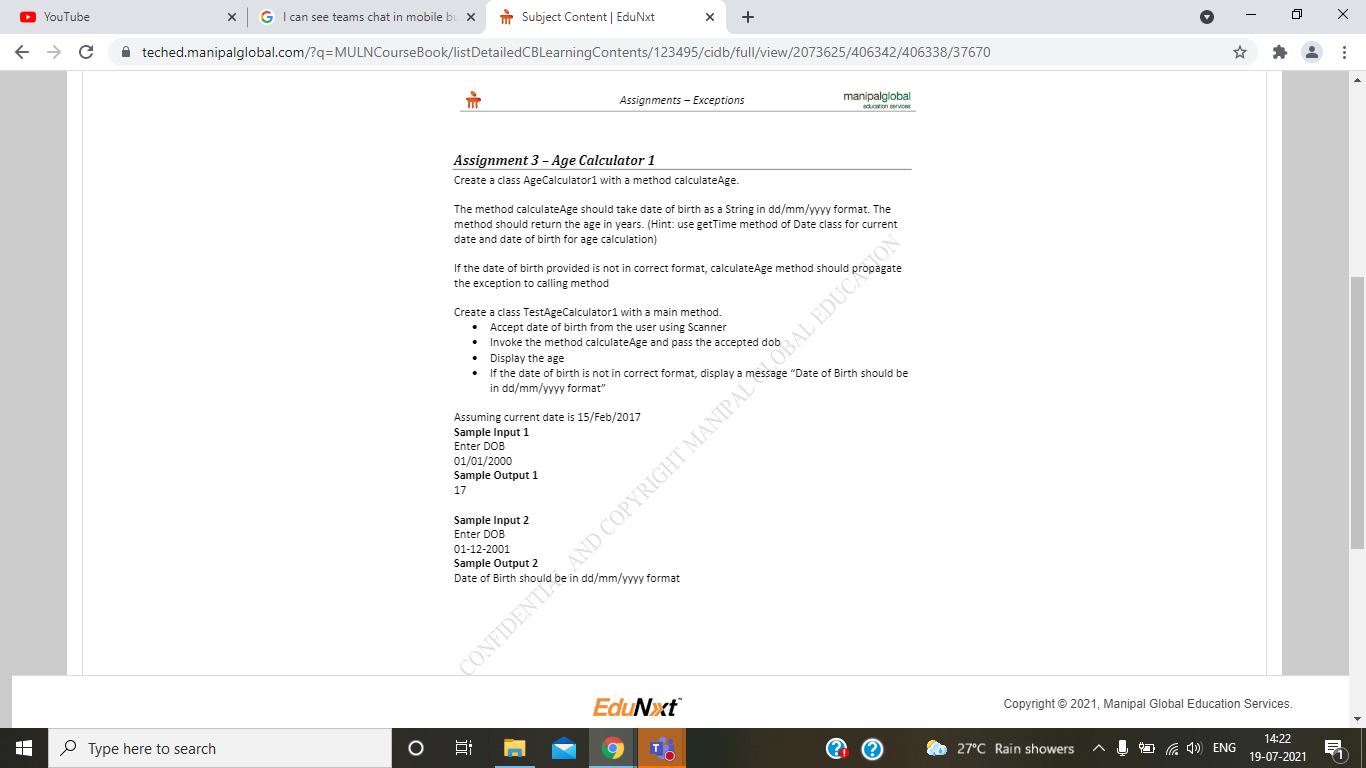 YouTube
I can see teams chat in mobile bu
Subject Content | EduNxt
teched.manipalglobal.com/?q=MULNCourseBook/listDetailedCBLearningContents/123495/cidb/full/view/2073625/406342/406338/37670
Assignments – Exceptions
manipalglobal
education services
Assignment 3 – Age Calculator 1
Create a class AgeCalculator1 with a method calculateAge.
The method calculateAge should take date of birth as a String in dd/mm/yyyy format. The
method should return the age in years. (Hint: use getTime method of Date class for current
date and date of birth for age calculation)
If the date of birth provided is not in correct format, calculateAge method should propagate
the exception to calling method
Create a class TestAgeCalculator1 with a main method.
• Accept date of birth from the user using Scanner
• Invoke the method calculateAge and pass the accepted dob
• Display the age
• If the date of birth is not in correct format, display a message “Date of Birth should be
in dd/mm/yyyy format”
Assuming current date is 15/Feb/2017
Sample Input 1
Enter DOB
01/01/2000
Sample Output 1
17
Sample Input 2
Enter DOB
01-12-2001
Sample Output 2
Date of Birth should be in dd/mm/yyyy format
CONFIDENTIAL AND COPYRIGHT MANIPAL GLOBAL EDUCATION
EduNxt™
Copyright © 2021, Manipal Global Education Services.
Type here to search
27°C Rain showers
ENG
14:22
19-07-2021
1